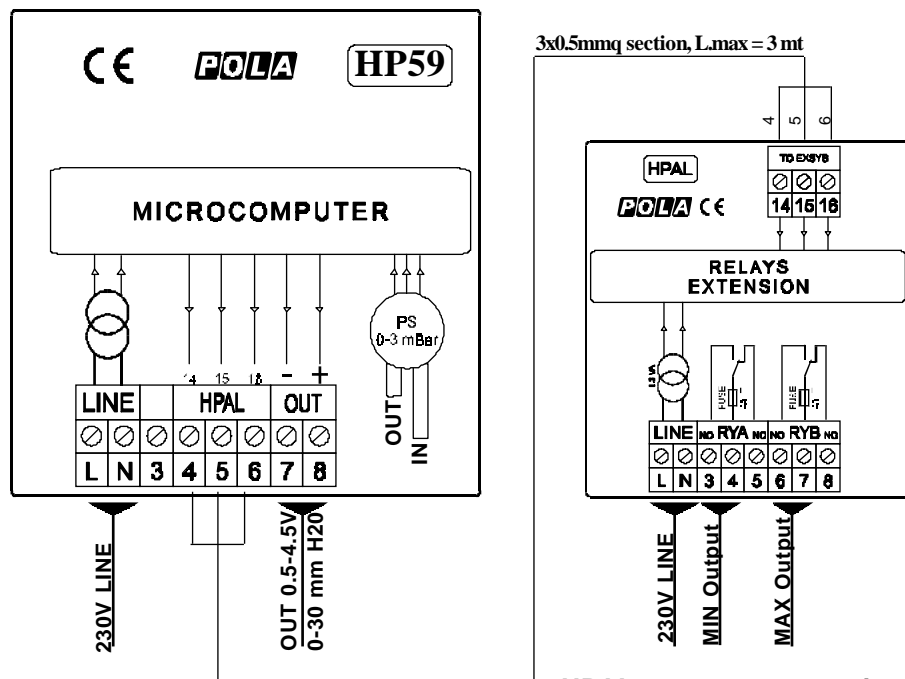 CE POLA HP59
MICROCOMPUTER
PS
0-3 mBar
14 15 16
- +
LINE HPAL OUT
L N 3 4 5 6 7 8
OUT
IN
230V LINE
OUT 0.5-4.5V
0-30 mm H20
3x0.5mmq section, L.max = 3 mt
4 5 6
HPAL
POLA CE
TO EXSYS
14 15 16
RELAYS
EXTENSION
FUSE
FUSE
LINE NO RYA NO NO RYB NO
L N 3 4 5 6 7 8
230V LINE
MIN Output
MAX Output